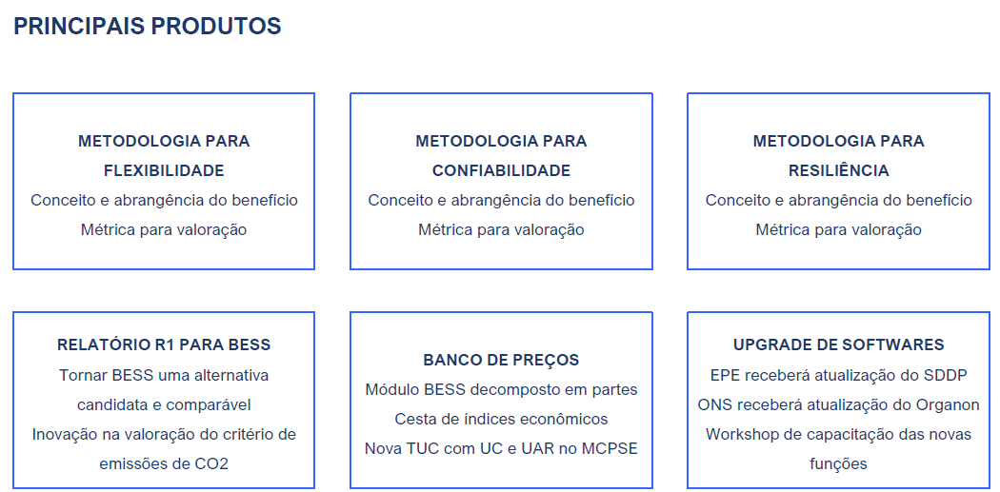 PRINCIPAIS PRODUTOS
METODOLOGIA PARA
FLEXIBILIDADE
Conceito e abrangência do benefício
Métrica para valoração
METODOLOGIA PARA
CONFIABILIDADE
Conceito e abrangência do benefício
Métrica para valoração
METODOLOGIA PARA
RESILIÊNCIA
Conceito e abrangência do benefício
Métrica para valoração
RELATÓRIO R1 PARA BESS
Tornar BESS uma alternativa
candidata e comparável
Inovação na valoração do critério de
emissões de CO2
BANCO DE PREÇOS
Módulo BESS decomposto em partes
Cesta de índices econômicos
Nova TUC com UC e UAR no MCPSE
UPGRADE DE SOFTWARES
EPE receberá atualização do SDDP
ONS receberá atualização do Organon
Workshop de capacitação das novas
funções